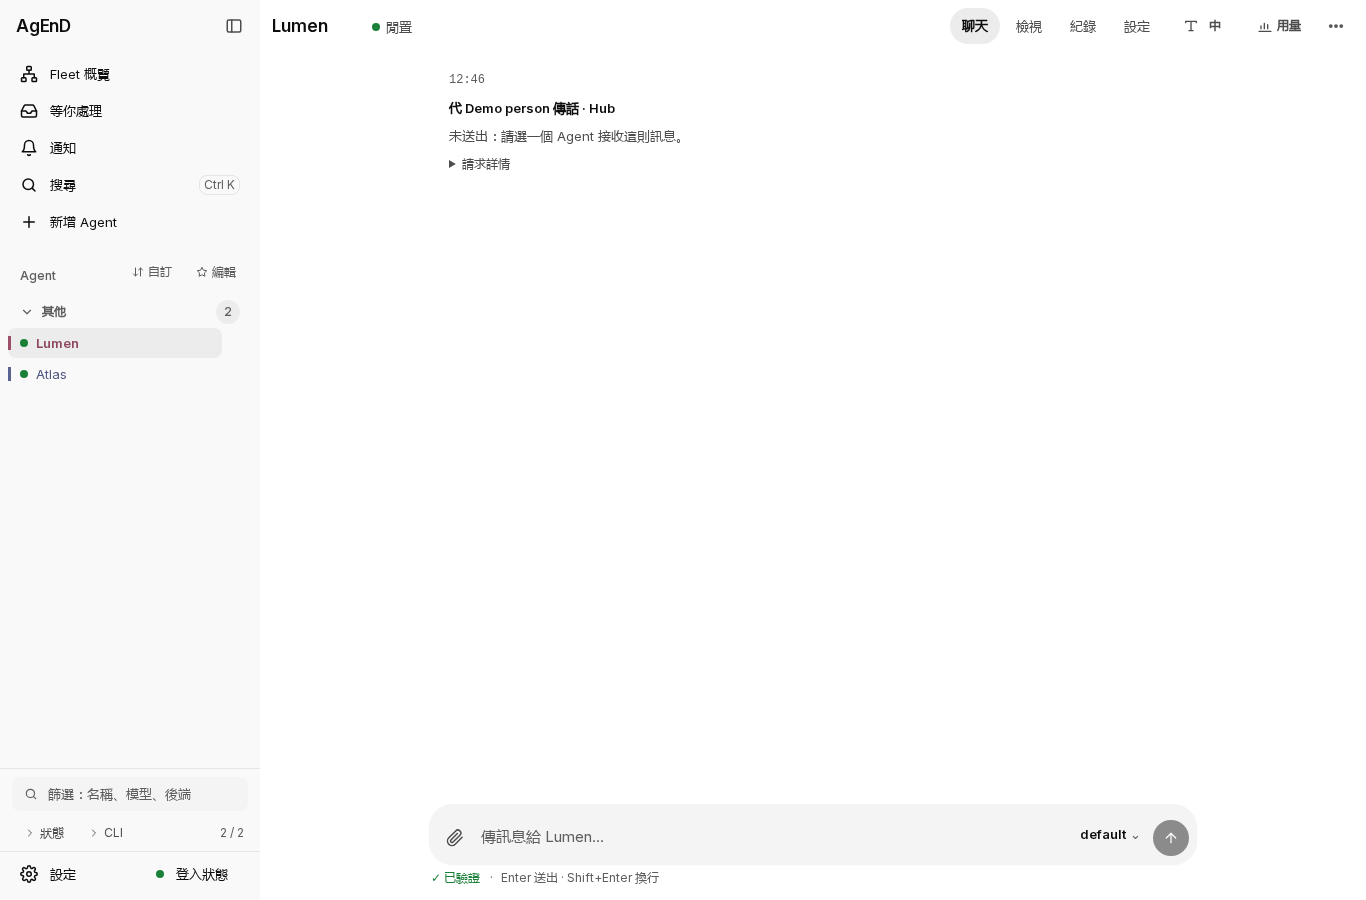 AgEnD
Fleet 概覽
等你處理
通知
搜尋 Ctrl K
新增 Agent
Agent 自訂 編輯
其他 2
Lumen
Atlas
篩選：名稱、模型、後端
狀態 CLI 2 / 2
設定 登入狀態
Lumen 閒置 聊天 檢視 紀錄 設定 中 用量
12:46
代 Demo person 傳話 · Hub
未送出：請選一個 Agent 接收這則訊息。
請求詳情
傳訊息給 Lumen... default
✓ 已驗證 · Enter 送出 · Shift+Enter 換行